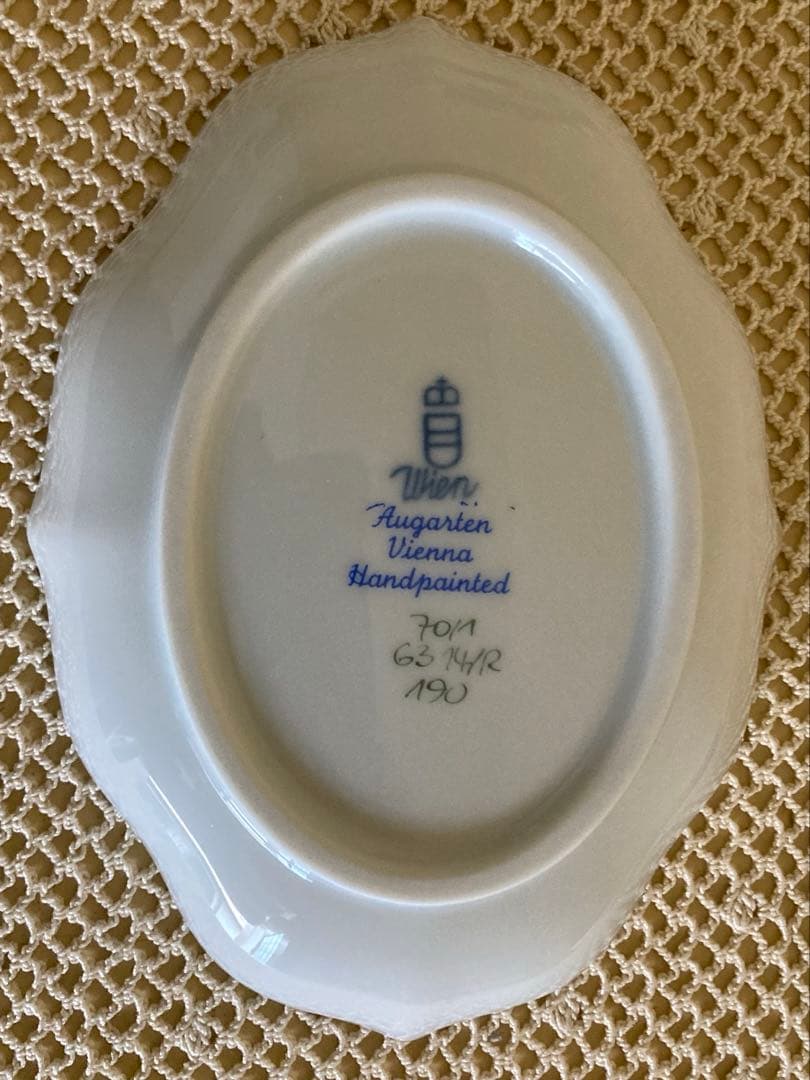 Wien
Augarten
Vienna
Handpainted
70/1
6314/R
190